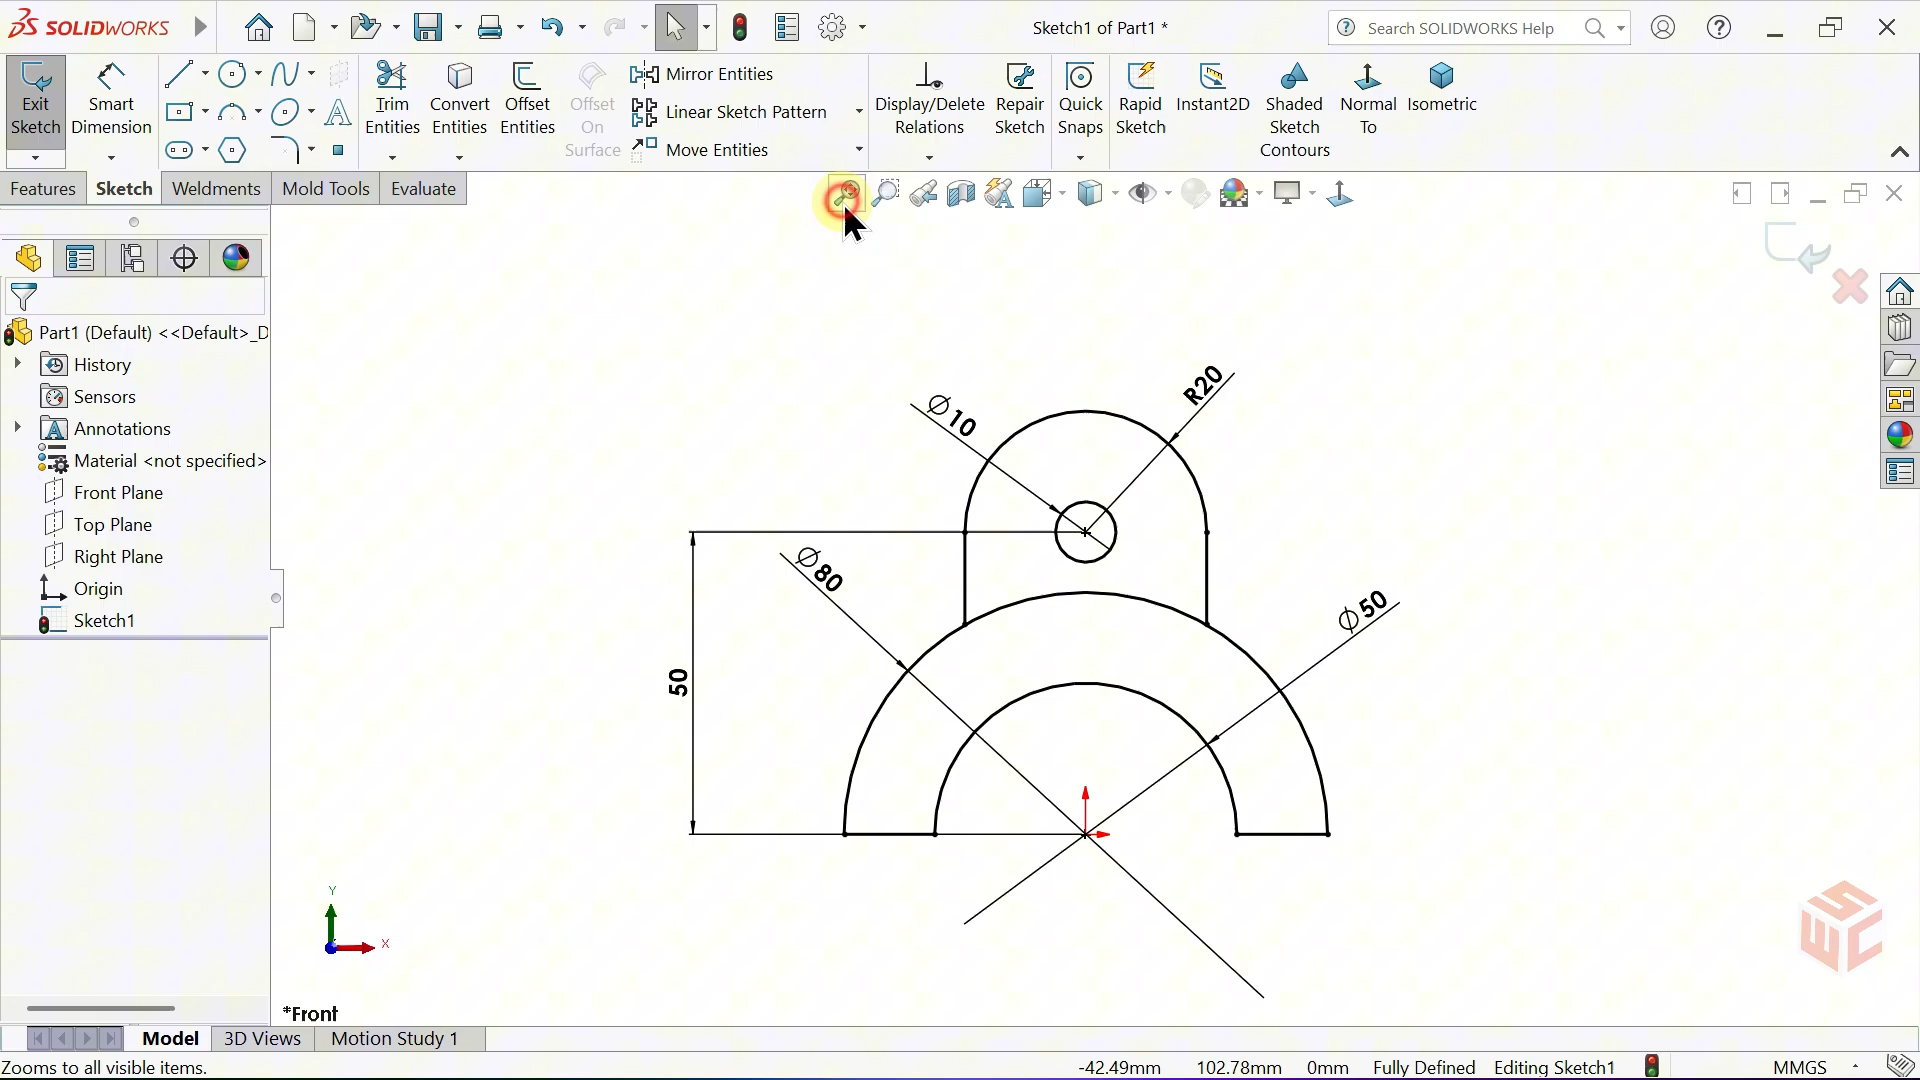 SOLIDWORKS
Sketch1 of Part1 *
Search SOLIDWORKS Help
Exit Sketch
Smart Dimension
Trim Entities
Convert Entities
Offset Entities
Offset On Surface
Mirror Entities
Linear Sketch Pattern
Move Entities
Display/Delete Relations
Repair Sketch
Quick Snaps
Rapid Sketch
Instant2D
Shaded Sketch Contours
Normal To
Isometric
Features
Sketch
Weldments
Mold Tools
Evaluate
Part1 (Default) <<Default>_D
History
Sensors
Annotations
Material <not specified>
Front Plane
Top Plane
Right Plane
Origin
Sketch1
R20
∅10
∅80
∅50
50
Y
X
*Front
SWC
Model
3D Views
Motion Study 1
Zooms to all visible items.
-42.49mm
102.78mm
0mm
Fully Defined
Editing Sketch1
MMGS